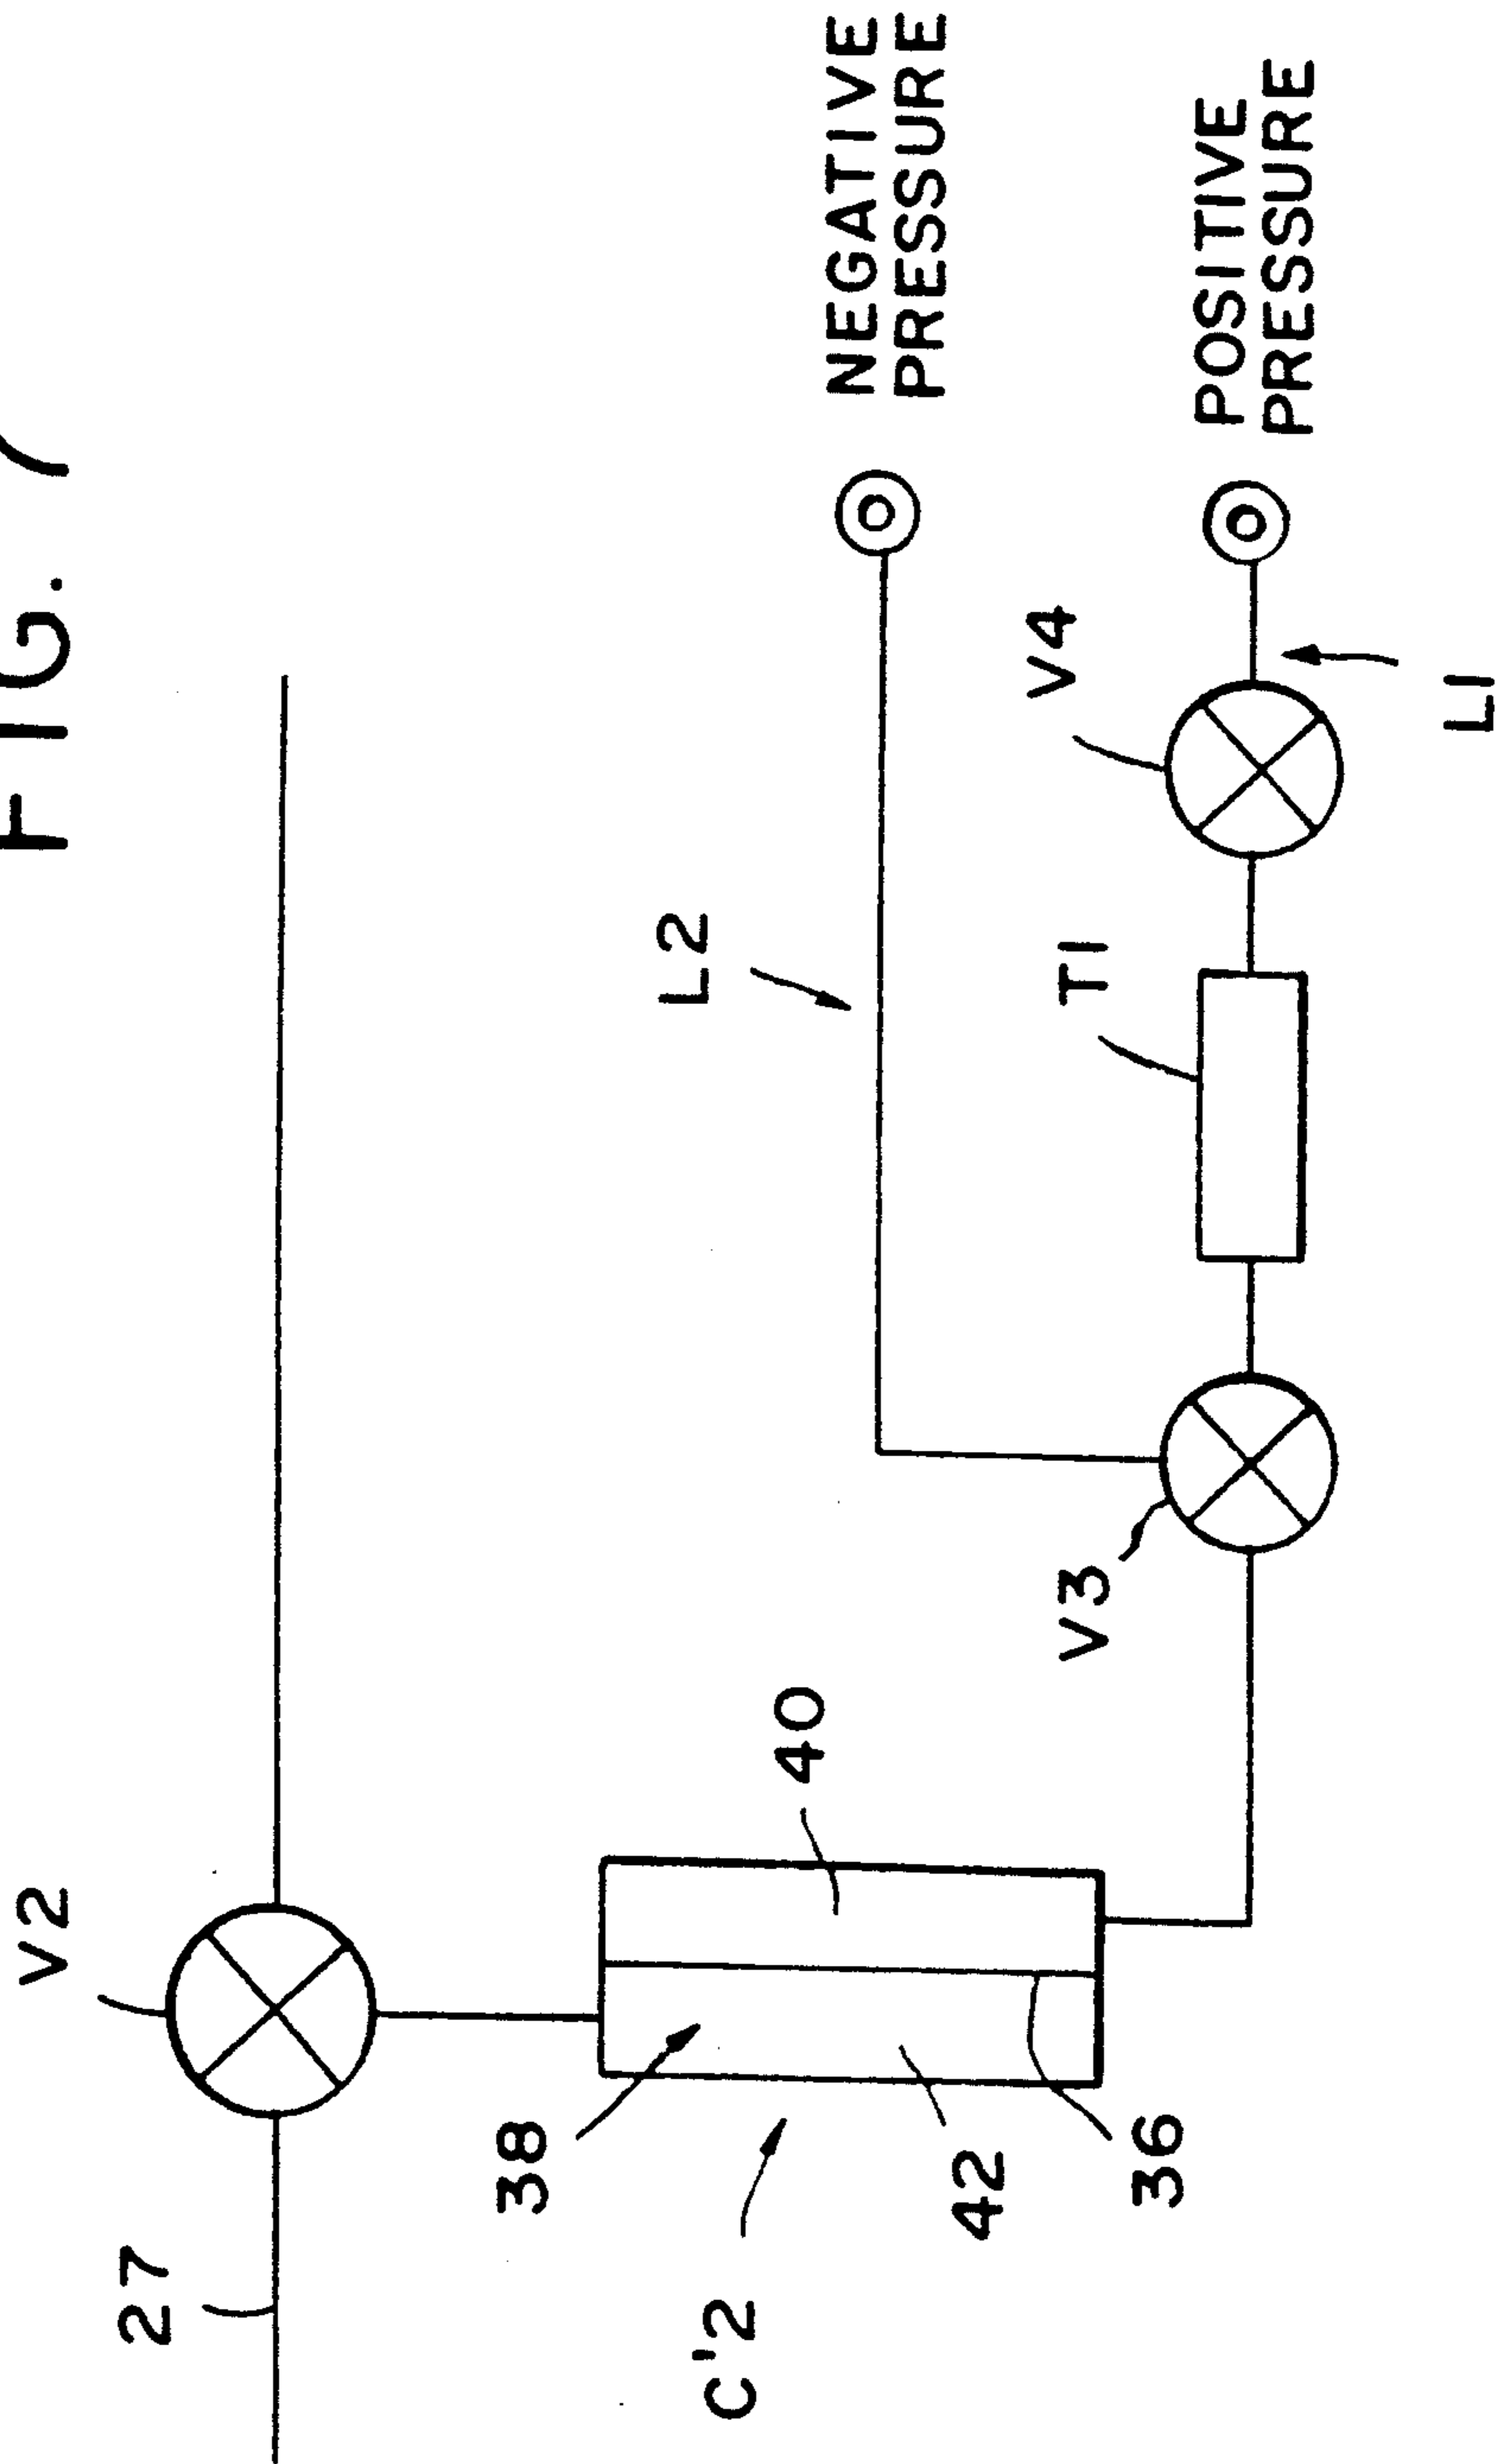 FIG. 7
V2
27
L2
NEGATIVE
PRESSURE
38
40
C'2
V3
T1
V4
POSITIVE
PRESSURE
42
36
L1